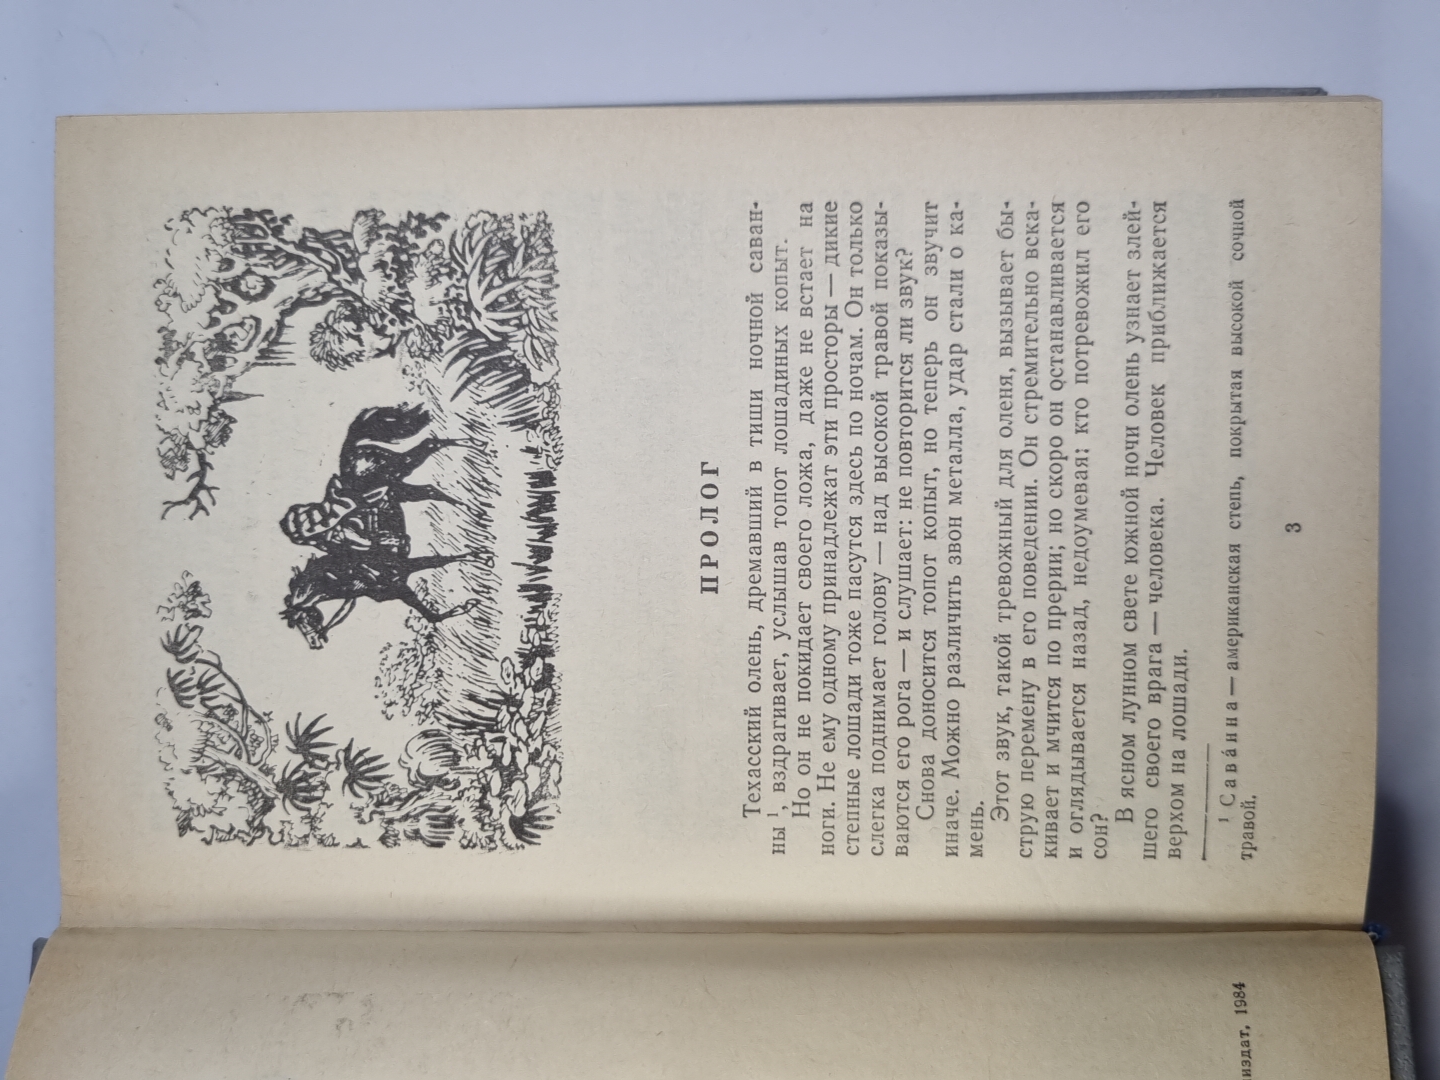 ПРОЛОГ
Техасский олень, дремавший в тиши ночной саван-
ны ¹, вздрагивает, услышав топот лошадиных копыт.
Но он не покидает своего ложа, даже не встает на
ноги. Не ему одному принадлежат эти просторы — дикие
степные лошади тоже пасутся здесь по ночам. Он только
слегка поднимает голову — над высокой травой показы-
ваются его рога — и слушает: не повторится ли звук?
Снова доносится топот копыт, но теперь он звучит
иначе. Можно различить звон металла, удар стали о ка-
мень.
Этот звук, такой тревожный для оленя, вызывает бы-
струю перемену в его поведении. Он стремительно вска-
кивает и мчится по прерии; но скоро он останавливается
и оглядывается назад, недоумевая: кто потревожил его
сон?
В ясном лунном свете южной ночи олень узнает злей-
шего своего врага — человека. Человек приближается
верхом на лошади.
¹ Сава́нна — американская степь, покрытая высокой сочной
травой.
3
издат, 1984